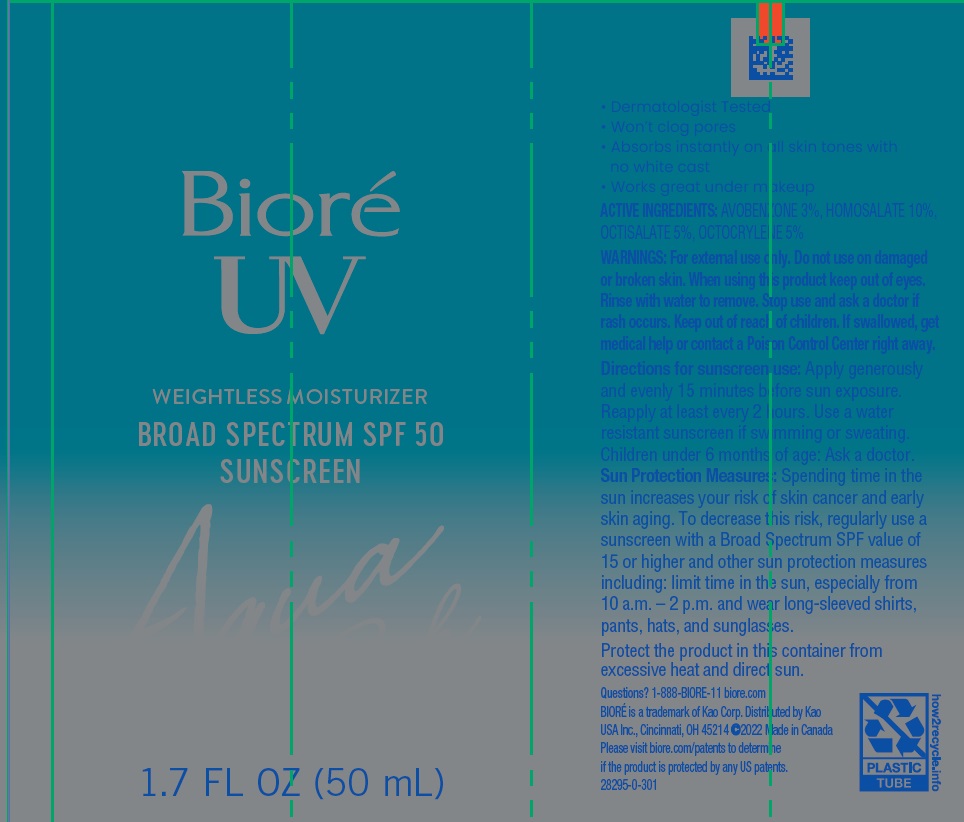 Bioré
UV
WEIGHTLESS MOISTURIZER
BROAD SPECTRUM SPF 50
SUNSCREEN
Aqua
1.7 FL OZ (50 mL)
• Dermatologist Tested
• Won't clog pores
• Absorbs instantly on all skin tones with
no white cast
• Works great under makeup
ACTIVE INGREDIENTS: AVOBENZONE 3%, HOMOSALATE 10%,
OCTISALATE 5%, OCTOCRYLENE 5%
WARNINGS: For external use only. Do not use on damaged
or broken skin. When using this product keep out of eyes.
Rinse with water to remove. Stop use and ask a doctor if
rash occurs. Keep out of reach of children. If swallowed, get
medical help or contact a Poison Control Center right away.
Directions for sunscreen use: Apply generously
and evenly 15 minutes before sun exposure.
Reapply at least every 2 hours. Use a water
resistant sunscreen if swimming or sweating.
Children under 6 months of age: Ask a doctor.
Sun Protection Measures: Spending time in the
sun increases your risk of skin cancer and early
skin aging. To decrease this risk, regularly use a
sunscreen with a Broad Spectrum SPF value of
15 or higher and other sun protection measures
including: limit time in the sun, especially from
10 a.m. – 2 p.m. and wear long-sleeved shirts,
pants, hats, and sunglasses.
Protect the product in this container from
excessive heat and direct sun.
Questions? 1-888-BIORE-11 biore.com
BIORÉ is a trademark of Kao Corp. Distributed by Kao
USA Inc., Cincinnati, OH 45214 ©2022 Made in Canada
Please visit biore.com/patents to determine
if the product is protected by any US patents.
28295-0-301
PLASTIC
TUBE
how2recycle.info